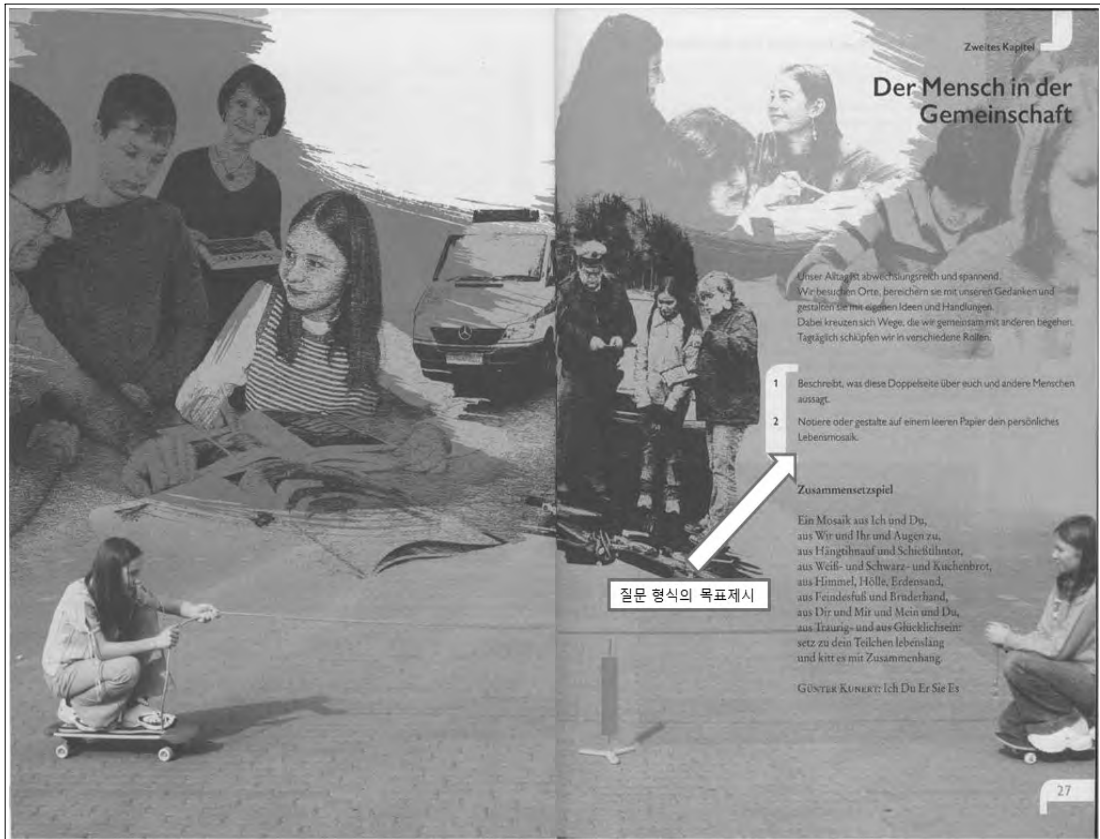 Zweites Kapitel
Der Mensch in der
Gemeinschaft
Unser Alltag ist abwechslungsreich und spannend.
Wir besuchen Orte, bereichern sie mit unseren Gedanken und
gestalten sie mit eigenen Ideen und Handlungen.
Dabei kreuzen sich Wege, die wir gemeinsam mit anderen begehen.
Tagtäglich schlüpfen wir in verschiedene Rollen.
1 Beschreibt, was diese Doppelseite über euch und andere Menschen
aussagt.
2 Notiere oder gestalte auf einem leeren Papier dein persönliches
Lebensmosaik.
Zusammensetzspiel
Ein Mosaik aus Ich und Du,
aus Wir und Ihr und Augen zu,
aus Hängtihnauf und Schießtihntot,
aus Weiß- und Schwarz- und Kuchenbrot,
aus Himmel, Hölle, Erdensand,
aus Feindesfuß und Bruderhand,
aus Dir und Mir und Mein und Du,
aus Traurig- und aus Glücklichsein:
setz zu dein Teilchen lebenslang
und kitt es mit Zusammenhang.
GÜNTER KUNERT: Ich Du Er Sie Es
질문 형식의 목표제시
27